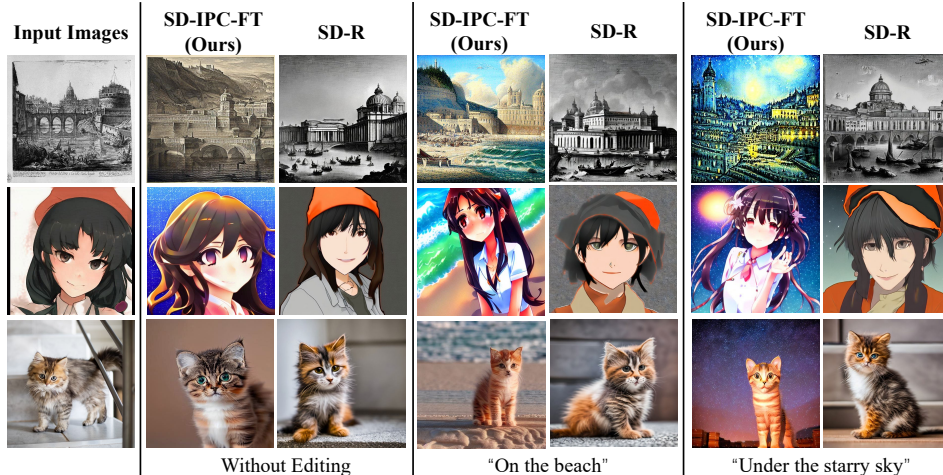 Input Images
SD-IPC-FT
(Ours)
SD-R
SD-IPC-FT
(Ours)
SD-R
SD-IPC-FT
(Ours)
SD-R
Without Editing
"On the beach"
"Under the starry sky"